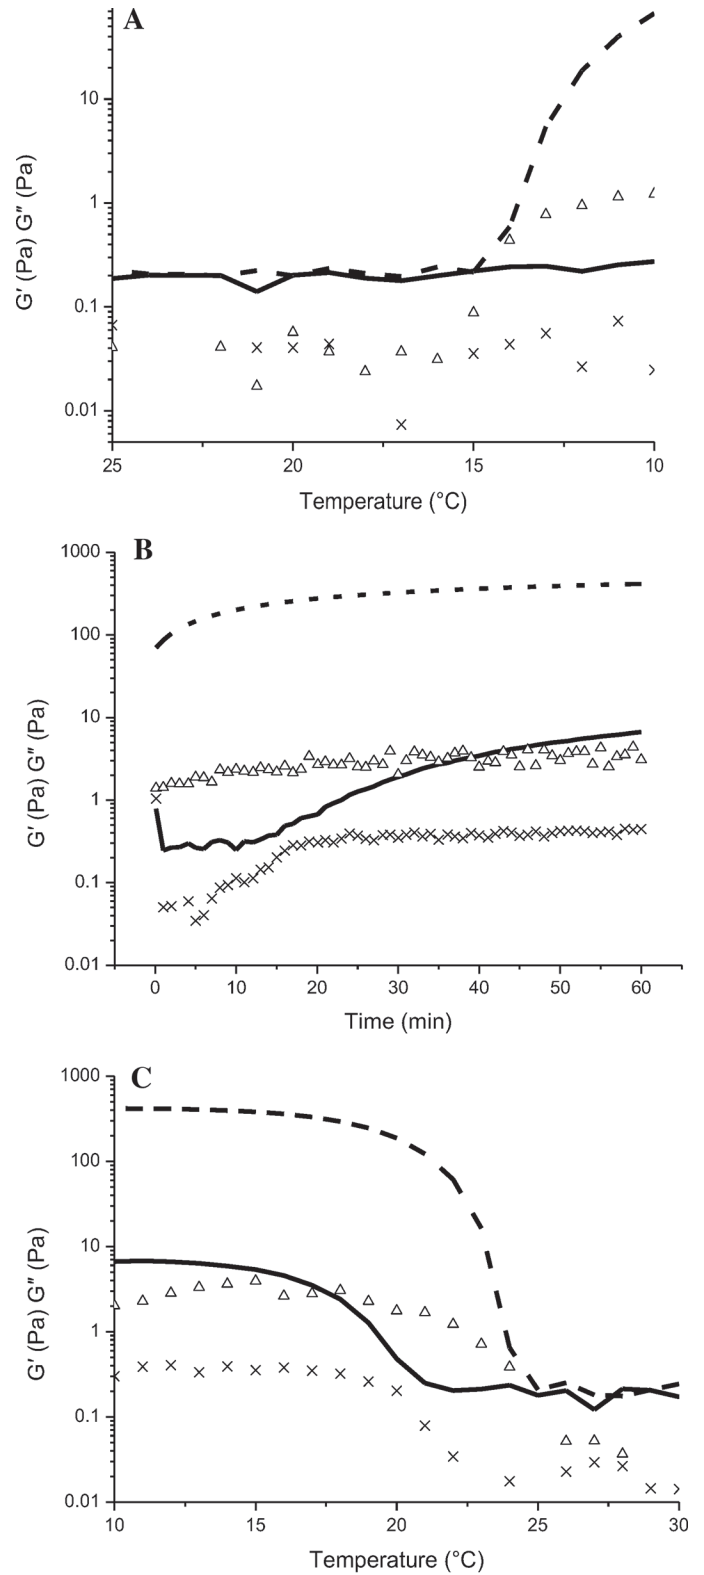 A
10
1
0.1
0.01
G′ (Pa) G″ (Pa)
25 20 15 10
Temperature (°C)
B
1000
100
10
1
0.1
0.01
G′ (Pa) G″ (Pa)
0 10 20 30 40 50 60
Time (min)
C
1000
100
10
1
0.1
0.01
G′ (Pa) G″ (Pa)
10 15 20 25 30
Temperature (°C)